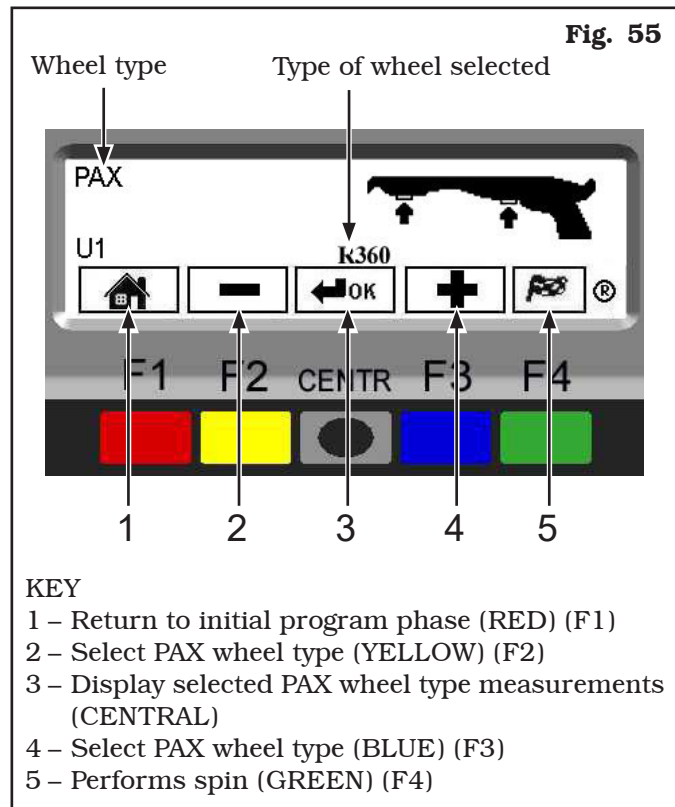 Fig. 55
Wheel type Type of wheel selected
PAX
U1 R360
OK ®
F1 F2 CENTR F3 F4
1 2 3 4 5
KEY
1 – Return to initial program phase (RED) (F1)
2 – Select PAX wheel type (YELLOW) (F2)
3 – Display selected PAX wheel type measurements
(CENTRAL)
4 – Select PAX wheel type (BLUE) (F3)
5 – Performs spin (GREEN) (F4)